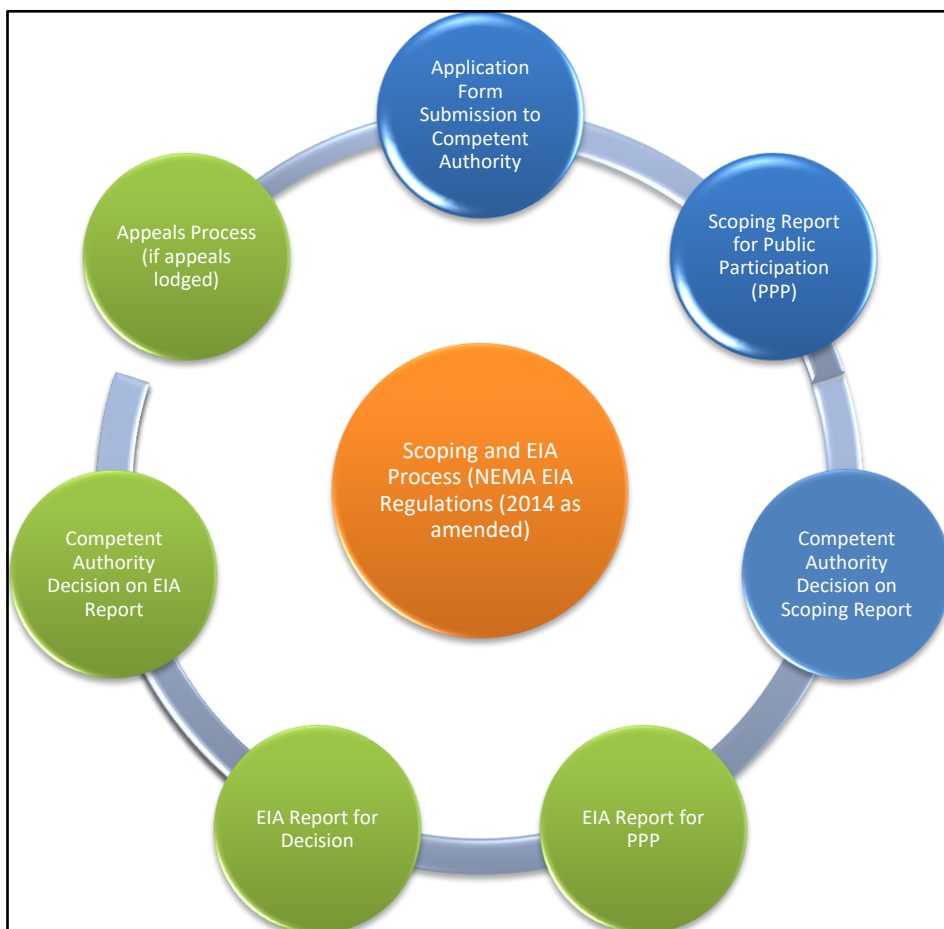 Application
Form
Submission to
Competent
Authority
Scoping Report
for Public
Participation
(PPP)
Competent
Authority
Decision on
Scoping Report
EIA Report for
PPP
EIA Report for
Decision
Competent
Authority
Decision on EIA
Report
Appeals Process
(if appeals
lodged)
Scoping and EIA
Process (NEMA EIA
Regulations (2014 as
amended)